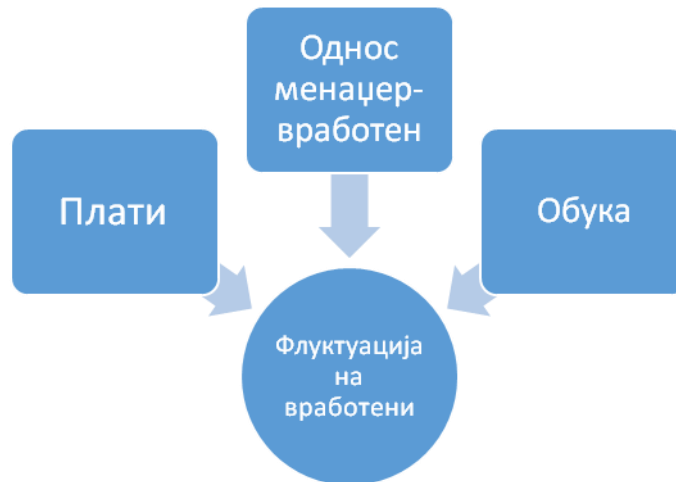 Однос
менаџер-
вработен
Плати
Обука
Флуктуација
на
вработени